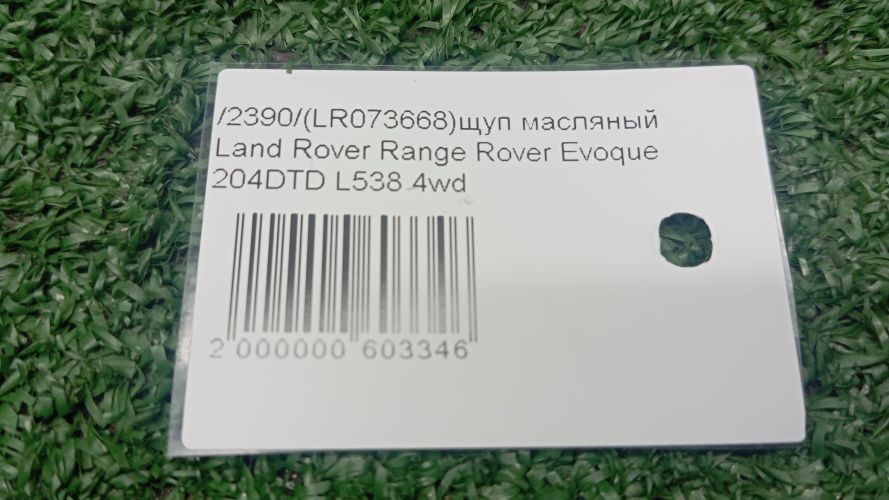 /2390/(LR073668)щуп масляный
Land Rover Range Rover Evoque
204DTD L538 4wd
2 000000 603346